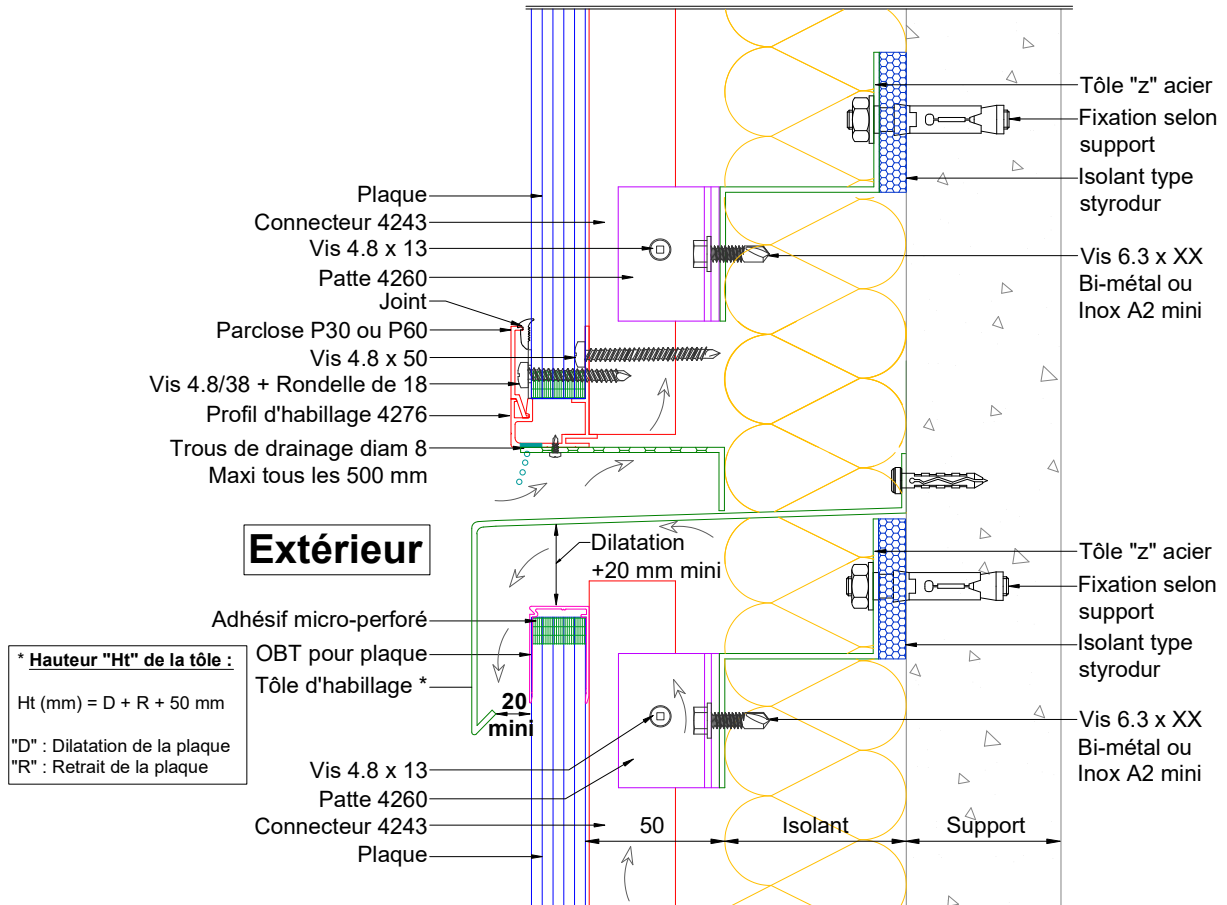 Plaque
Connecteur 4243
Vis 4.8 x 13
Patte 4260
Joint
Parclose P30 ou P60
Vis 4.8 x 50
Vis 4.8/38 + Rondelle de 18
Profil d'habillage 4276
Trous de drainage diam 8
Maxi tous les 500 mm
Tôle "z" acier
Fixation selon
support
Isolant type
styrodur
Vis 6.3 x XX
Bi-métal ou
Inox A2 mini
Extérieur
Dilatation
+20 mm mini
Adhésif micro-perforé
OBT pour plaque
Tôle d'habillage *
20
mini
* Hauteur "Ht" de la tôle :
Ht (mm) = D + R + 50 mm
"D" : Dilatation de la plaque
"R" : Retrait de la plaque
Vis 4.8 x 13
Patte 4260
Connecteur 4243
Plaque
50
Isolant
Support
Tôle "z" acier
Fixation selon
support
Isolant type
styrodur
Vis 6.3 x XX
Bi-métal ou
Inox A2 mini